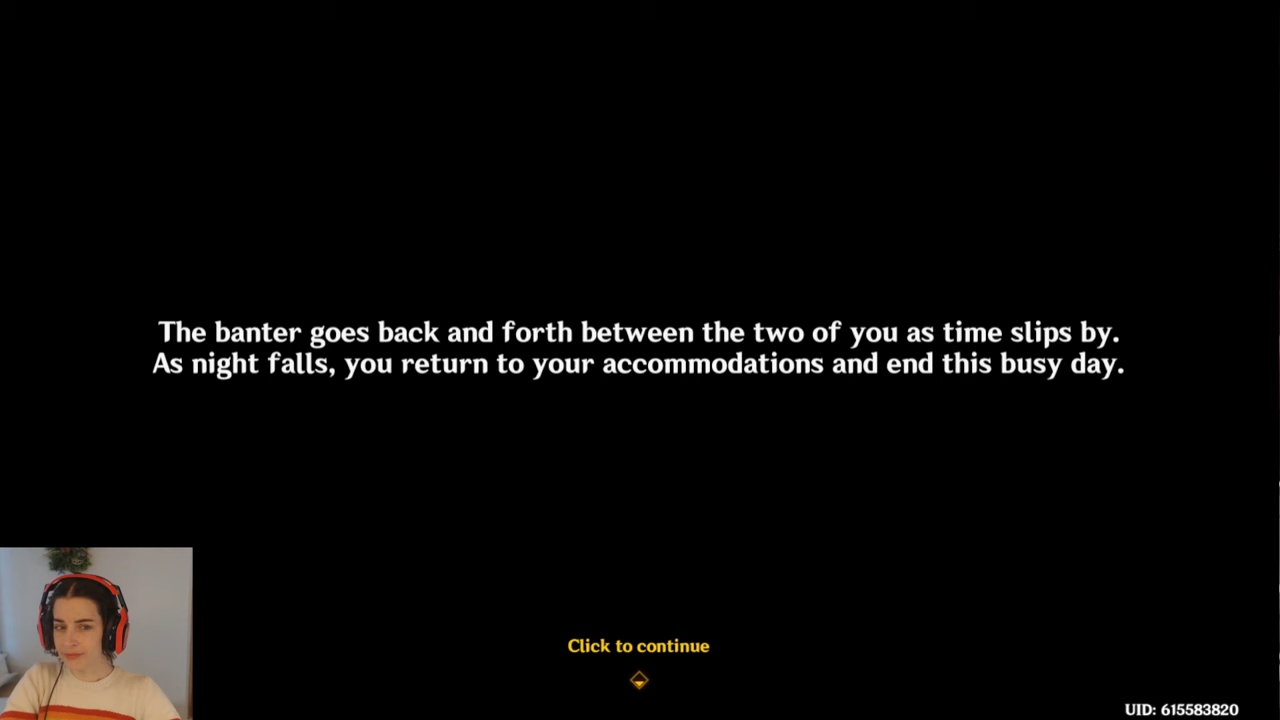 The banter goes back and forth between the two of you as time slips by.
As night falls, you return to your accommodations and end this busy day.
Click to continue
UID: 615583820